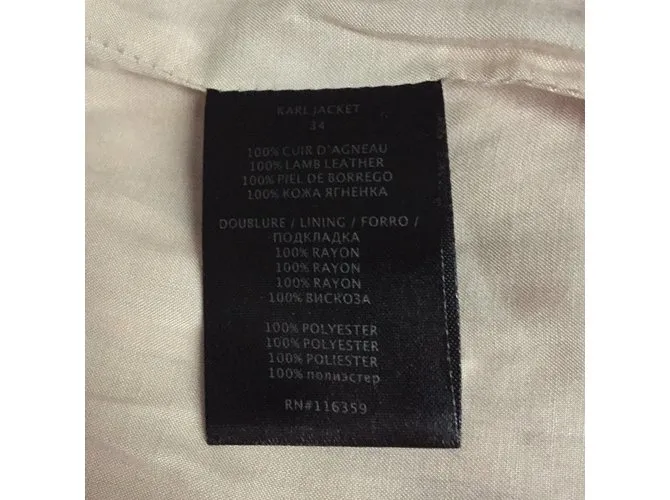 KARL JACKET
34
100% CUIR D'AGNEAU
100% LAMB LEATHER
100% PIEL DE BORREGO
100% КОЖА ЯГНЕНКА
DOUBLURE / LINING / FORRO /
ПОДКЛАДКА
100% RAYON
100% RAYON
100% RAYON
100% ВИСКОЗА
100% POLYESTER
100% POLYESTER
100% POLIESTER
100% полиэстер
RN#116359